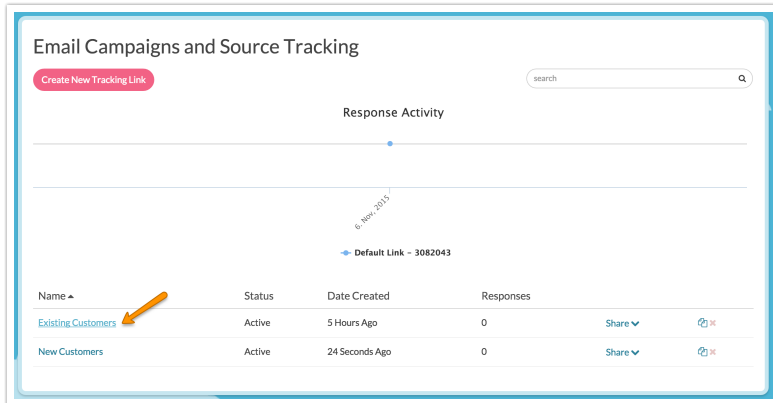 Email Campaigns and Source Tracking
Create New Tracking Link
search
Response Activity
6. Nov, 2015
Default Link - 3082043
Name Status Date Created Responses
Existing Customers Active 5 Hours Ago 0 Share
New Customers Active 24 Seconds Ago 0 Share